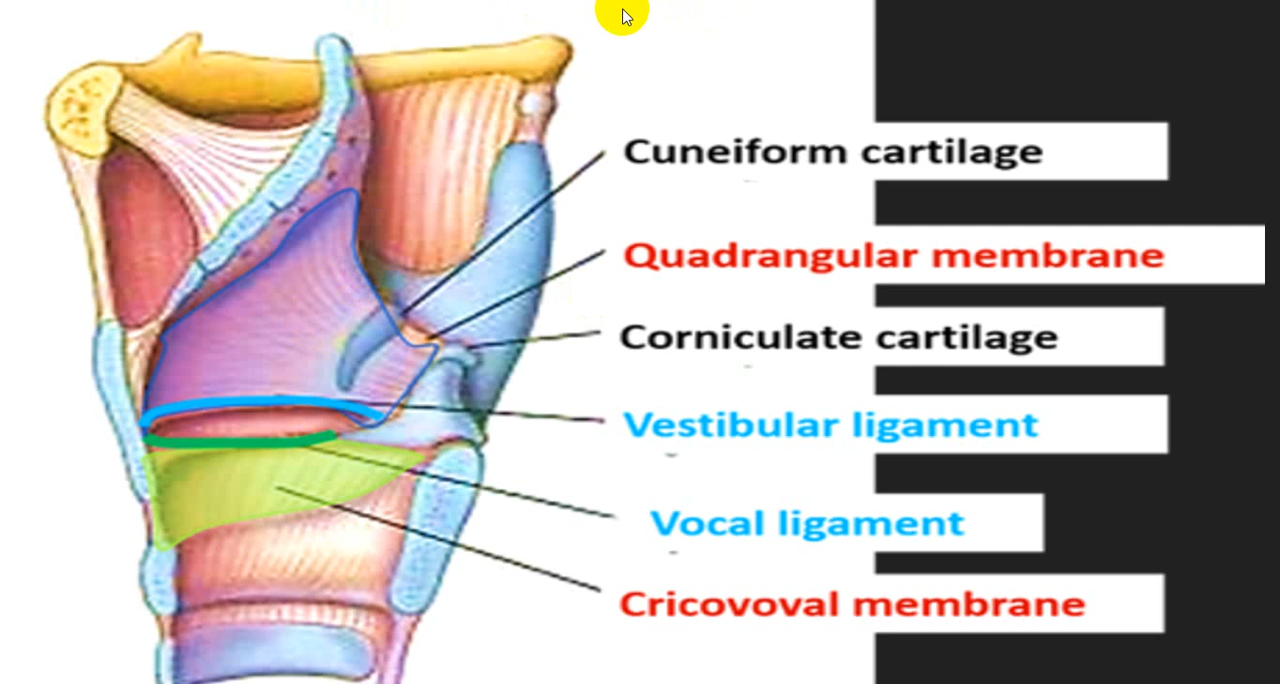 Cuneiform cartilage
Quadrangular membrane
Corniculate cartilage
Vestibular ligament
Vocal ligament
Cricovoval membrane